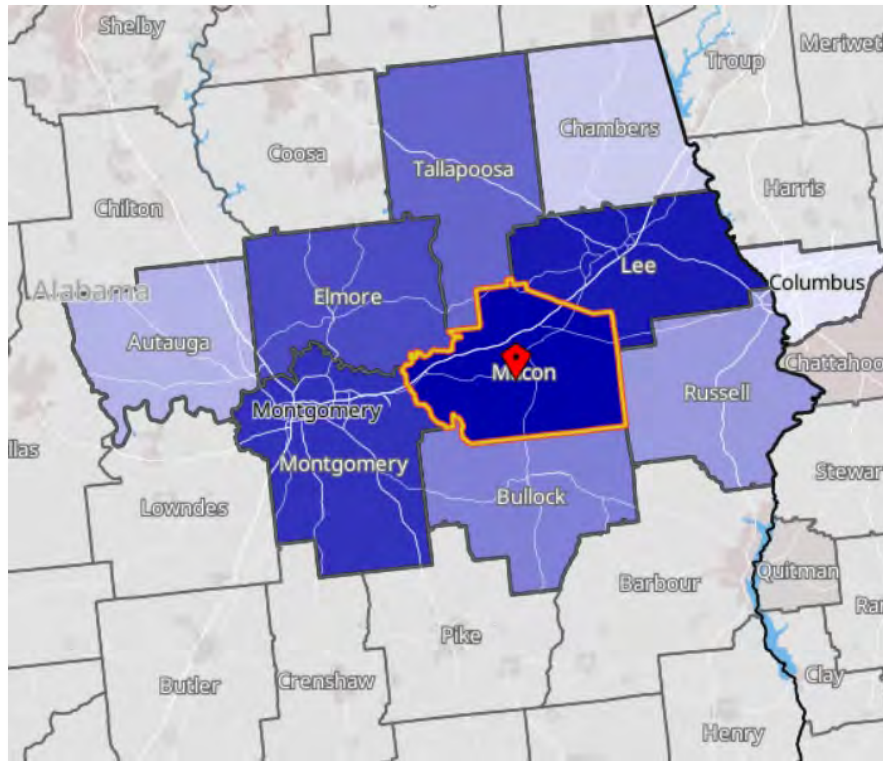 Shelby
Meriwet
Troup
Chambers
Coosa
Tallapoosa
Harris
Chilton
Lee
Columbus
Alabama
Elmore
Autauga
Chattahoo
Macon
Russell
Montgomery
Montgomery
llas
Stewar
Bullock
Lowndes
Quitman
Barbour
Ra
Pike
Clay
Butler
Crenshaw
Henry